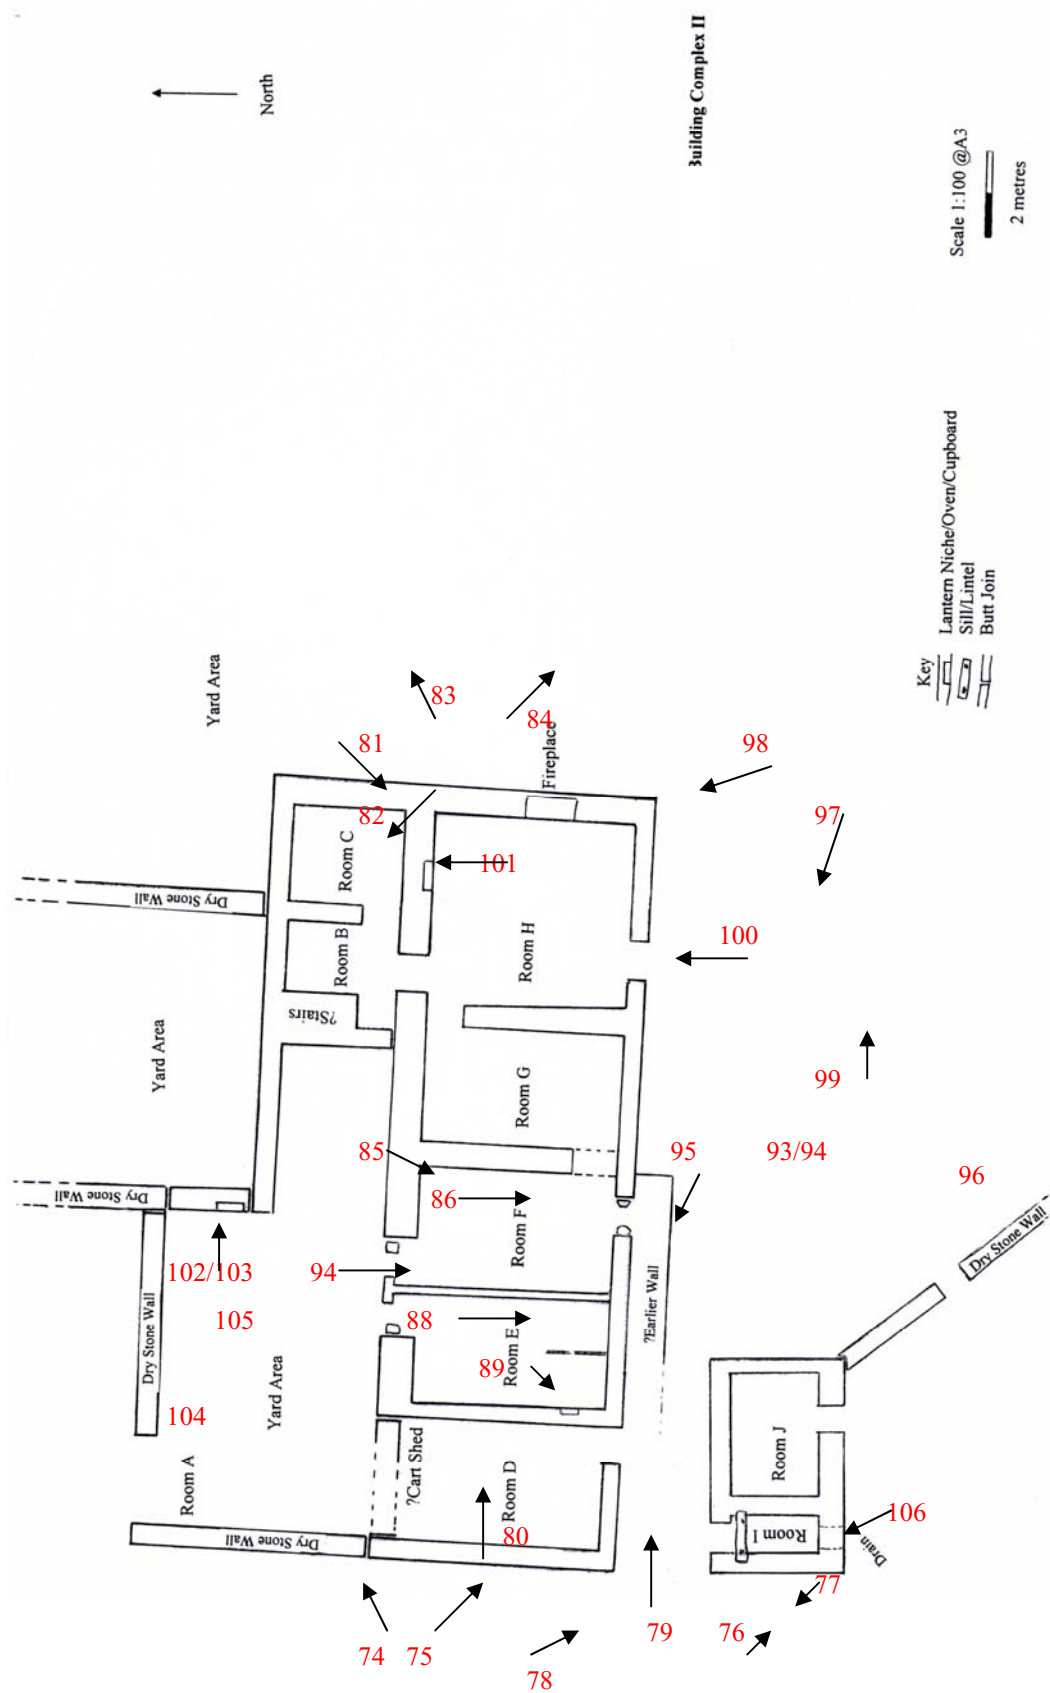 Building Complex II
North
Scale 1:100 @A3
2 metres
Key
Lantern Niche/Oven/Cupboard
Sill/Lintel
Butt Join
Yard Area
83
84
Fireplace
81
82
98
97
Room C
101
Dry Stone Wall
Room B
Room H
100
?Stairs
Yard Area
Room G
99
85
86
95
93/94
96
Dry Stone Wall
Room F
Dry Stone Wall
102/103
94
105
88
Dry Stone Wall
?Earlier Wall
Room E
89
Yard Area
104
Room A
?Cart Shed
Room D
Room J
80
Dry Stone Wall
Room I
106
Drain
77
74
75
79
76
78